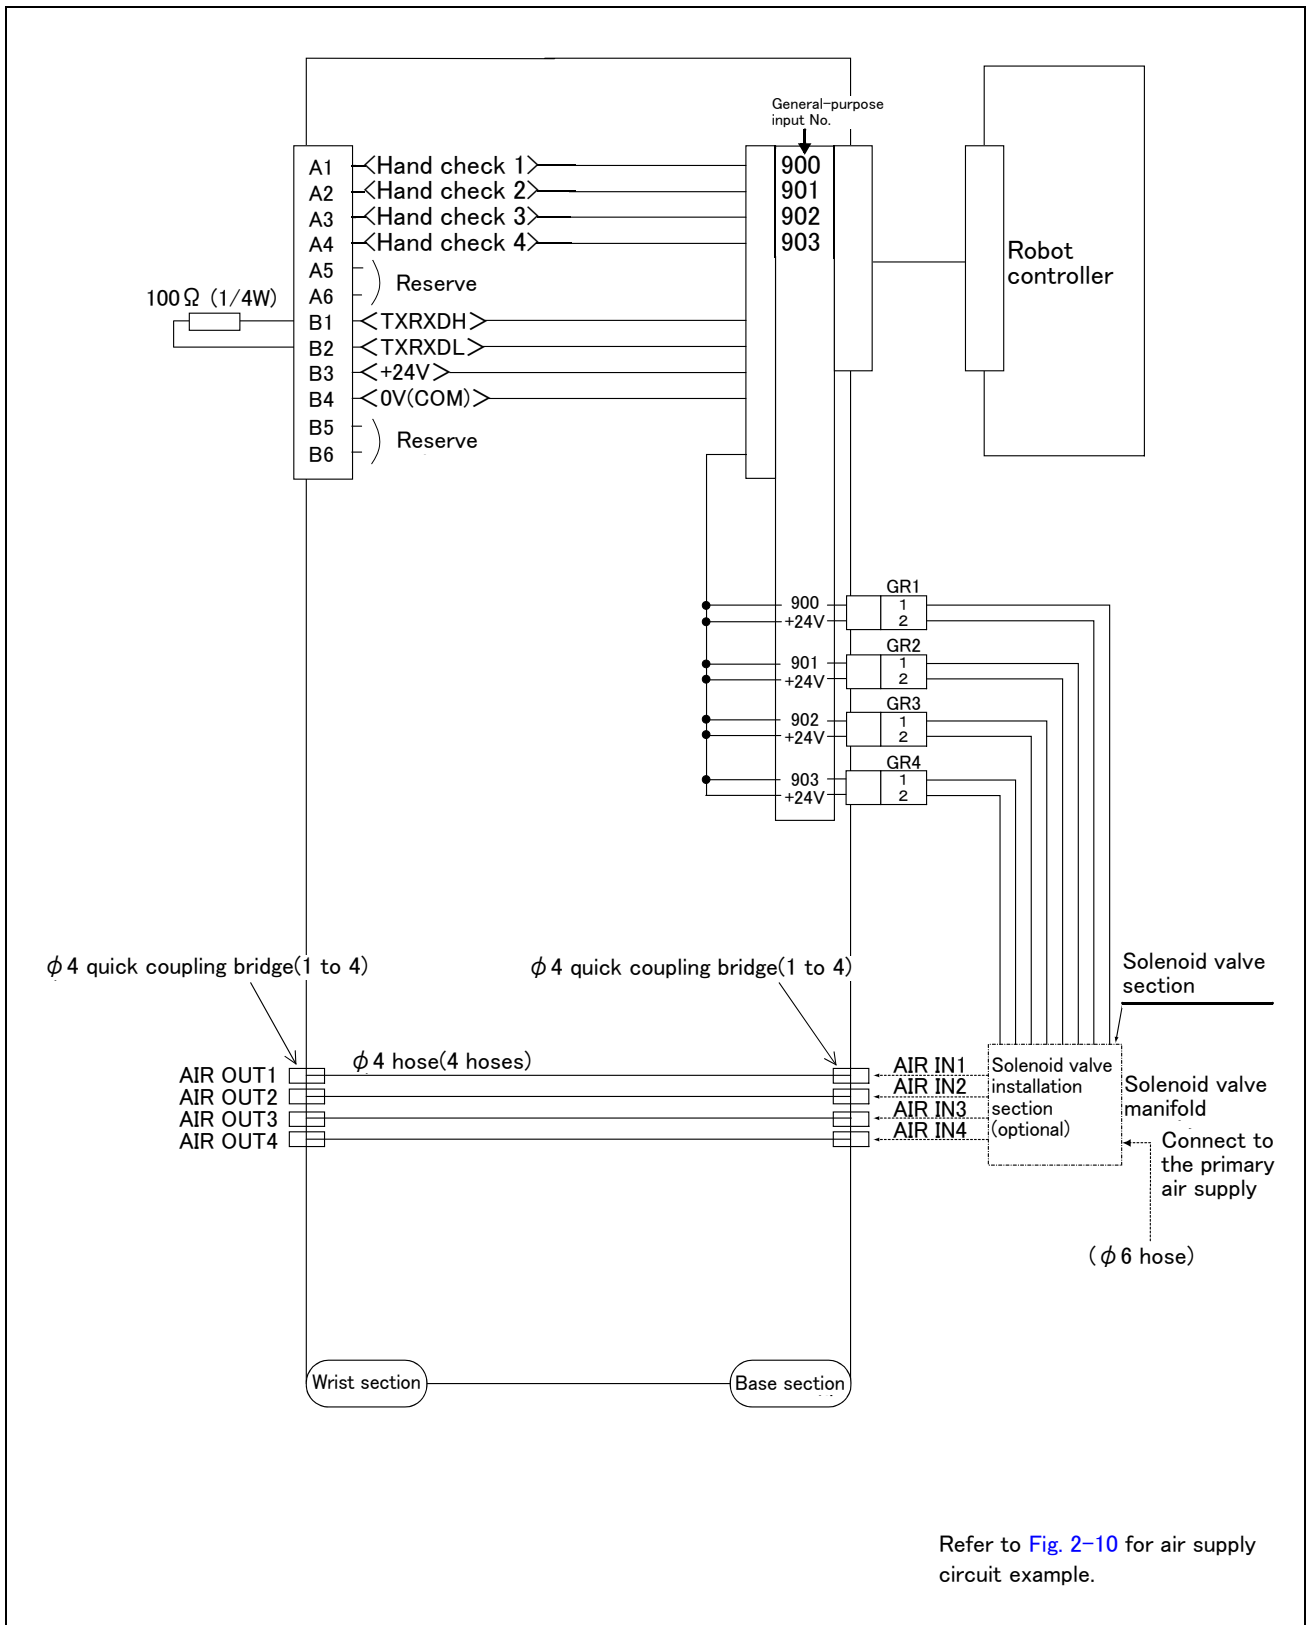 General-purpose
input No.
A1 <Hand check 1> 900
A2 <Hand check 2> 901
A3 <Hand check 3> 902
A4 <Hand check 4> 903
A5
A6
Reserve
Robot
controller
100Ω (1/4W)
B1 <TXRXDH>
B2 <TXRXDL>
B3 <+24V>
B4 <0V(COM)>
B5
B6
Reserve
GR1
900 1
+24V 2
GR2
901 1
+24V 2
GR3
902 1
+24V 2
GR4
903 1
+24V 2
φ4 quick coupling bridge(1 to 4)
φ4 quick coupling bridge(1 to 4)
Solenoid valve
section
φ4 hose(4 hoses)
AIR OUT1
AIR OUT2
AIR OUT3
AIR OUT4
AIR IN1
AIR IN2
AIR IN3
AIR IN4
Solenoid valve
installation
section
(optional)
Solenoid valve
manifold
Connect to
the primary
air supply
(φ6 hose)
Wrist section
Base section
Refer to Fig. 2-10 for air supply
circuit example.